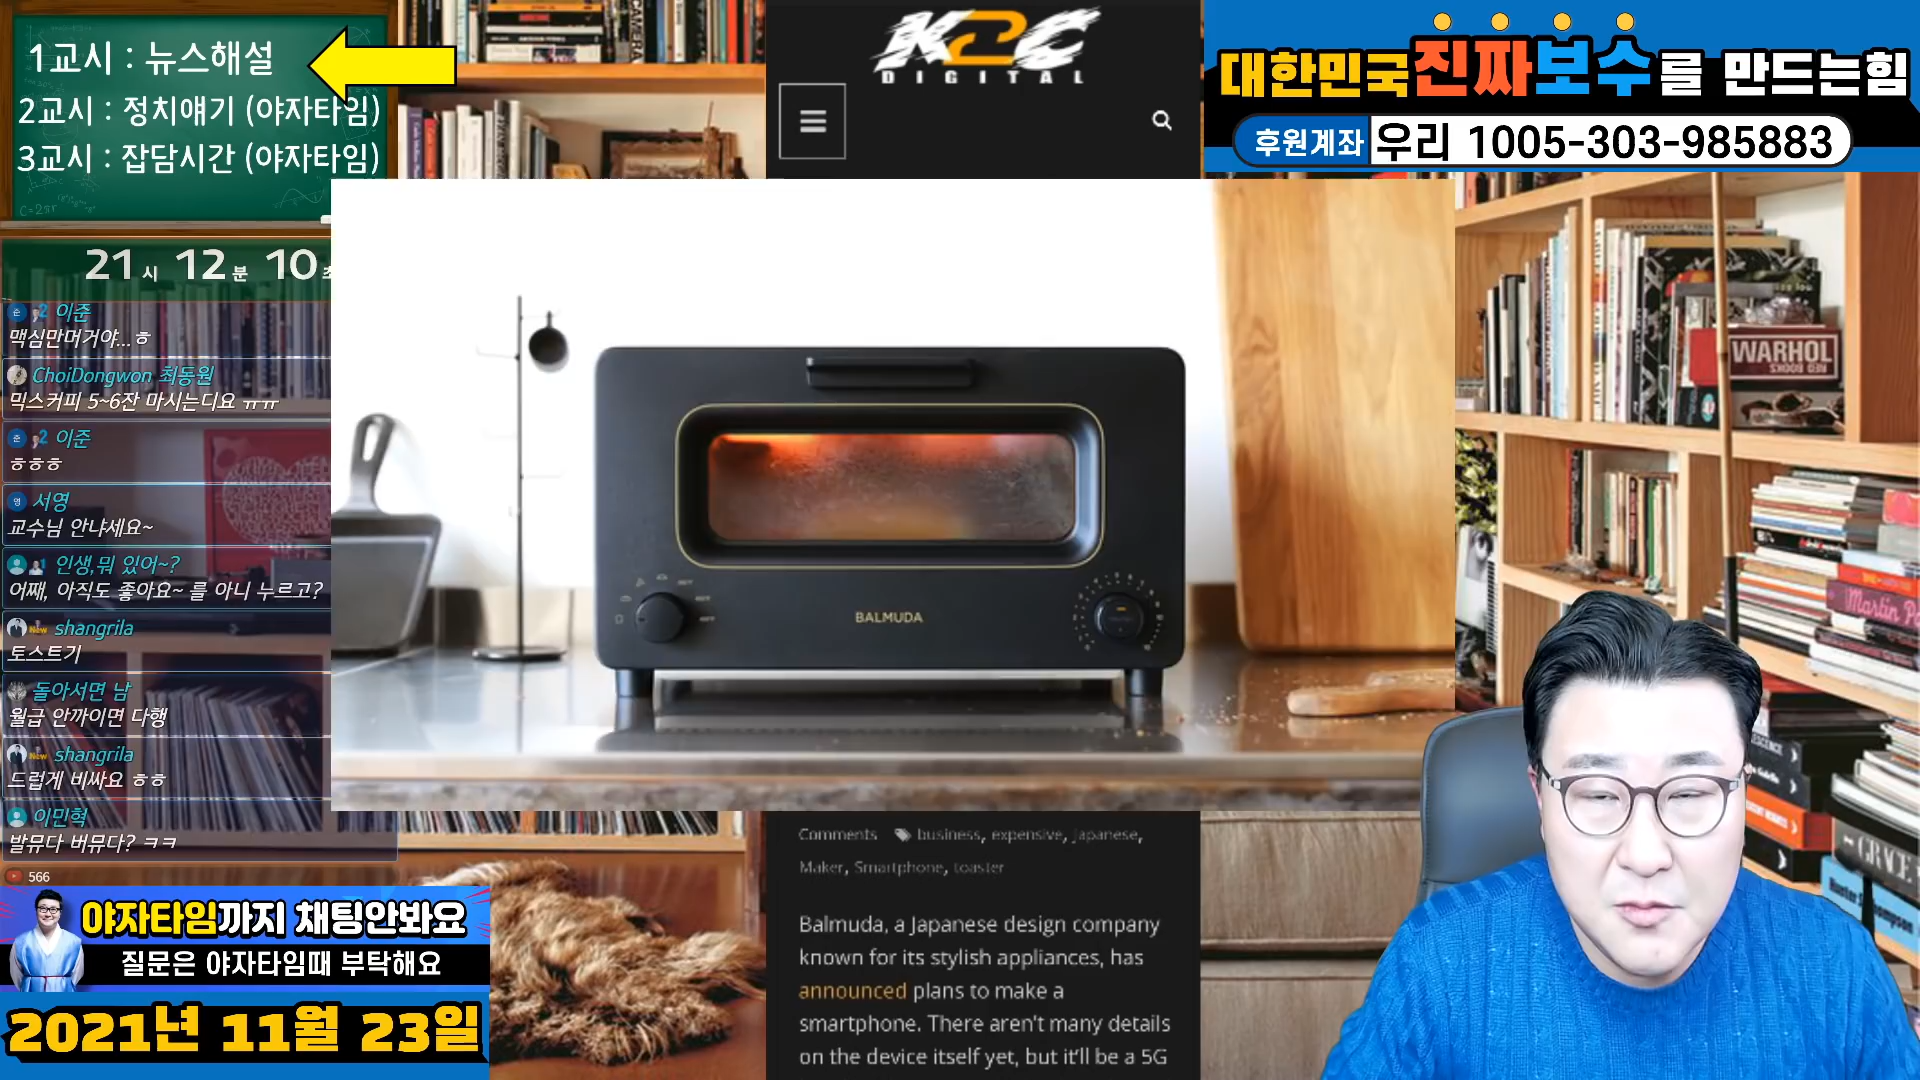 1교시 : 뉴스해설
2교시 : 정치얘기 (야자타임)
3교시 : 잡담시간 (야자타임)
21시 12분 10초
이준
맥심만머거야...ㅎ
ChoiDongwon 최동원
믹스커피 5~6잔 마시는디요 ㅠㅠ
이준
ㅎㅎㅎ
서영
교수님 안냐세요~
인생,뭐 있어~?
어째, 아직도 좋아요~ 를 아니 누르고?
shangrila
토스트기
돌아서면 남
월급 안까이면 다행
shangrila
드럽게 비싸요 ㅎㅎ
이민혁
발뮤다 버뮤다? ㅋㅋ
566
야자타임까지 채팅안봐요
질문은 야자타임때 부탁해요
2021년 11월 23일
K2C
DIGITAL
BALMUDA
Comments business, expensive, Japanese,
Maker, Smartphone, toaster
Balmuda, a Japanese design company
known for its stylish appliances, has
announced plans to make a
smartphone. There aren't many details
on the device itself yet, but it'll be a 5G
대한민국진짜보수를 만드는힘
후원계좌 우리 1005-303-985883
WARHOL